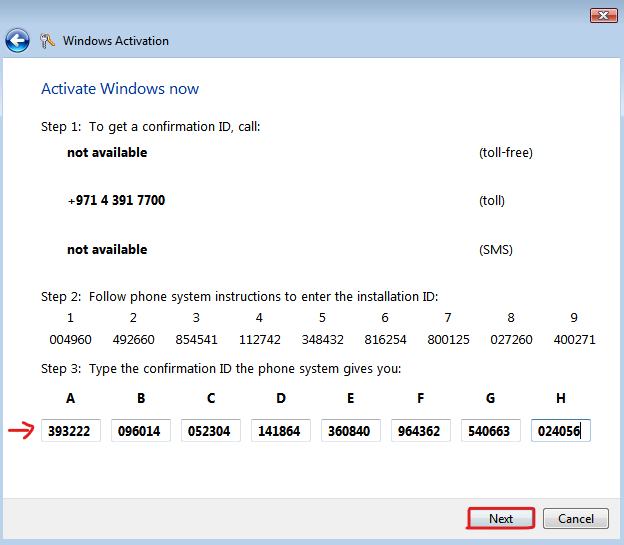 Windows Activation
Activate Windows now
Step 1: To get a confirmation ID, call:
not available (toll-free)
+971 4 391 7700 (toll)
not available (SMS)
Step 2: Follow phone system instructions to enter the installation ID:
1 2 3 4 5 6 7 8 9
004960 492660 854541 112742 348432 816254 800125 027260 400271
Step 3: Type the confirmation ID the phone system gives you:
A B C D E F G H
393222 096014 052304 141864 360840 964362 540663 024056
Next Cancel